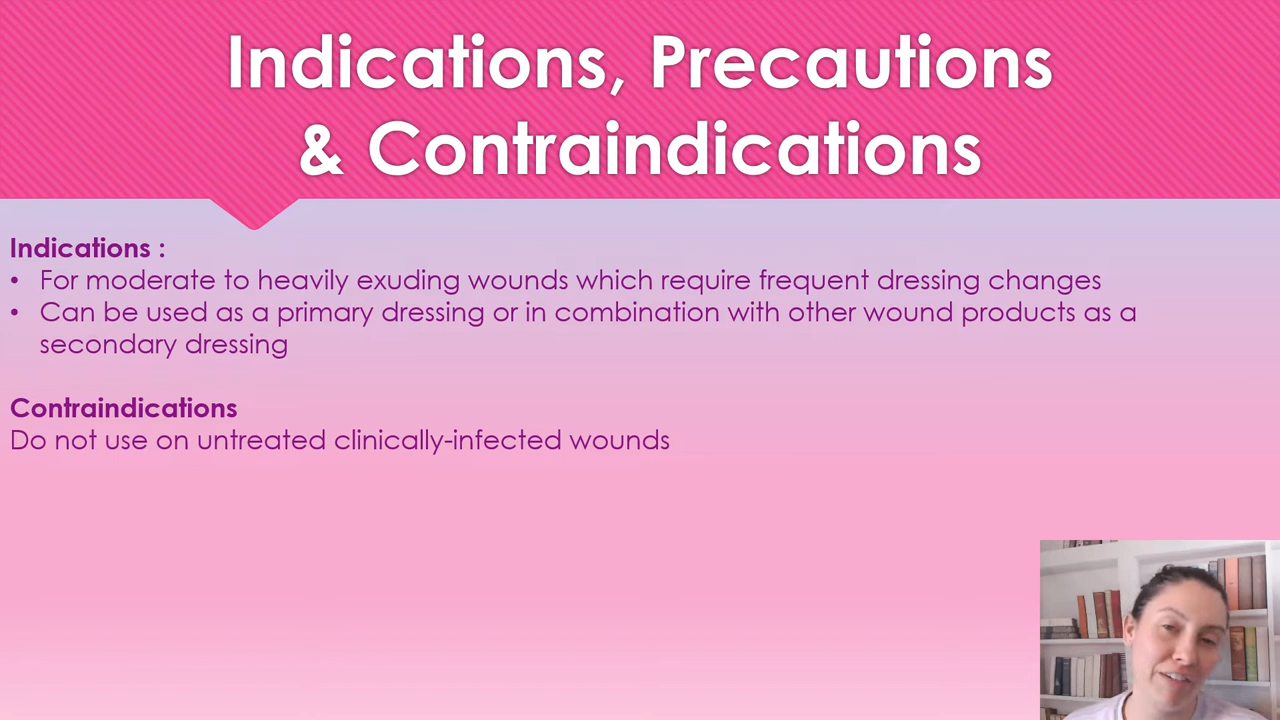 Indications, Precautions
& Contraindications
Indications :
• For moderate to heavily exuding wounds which require frequent dressing changes
• Can be used as a primary dressing or in combination with other wound products as a
secondary dressing
Contraindications
Do not use on untreated clinically-infected wounds